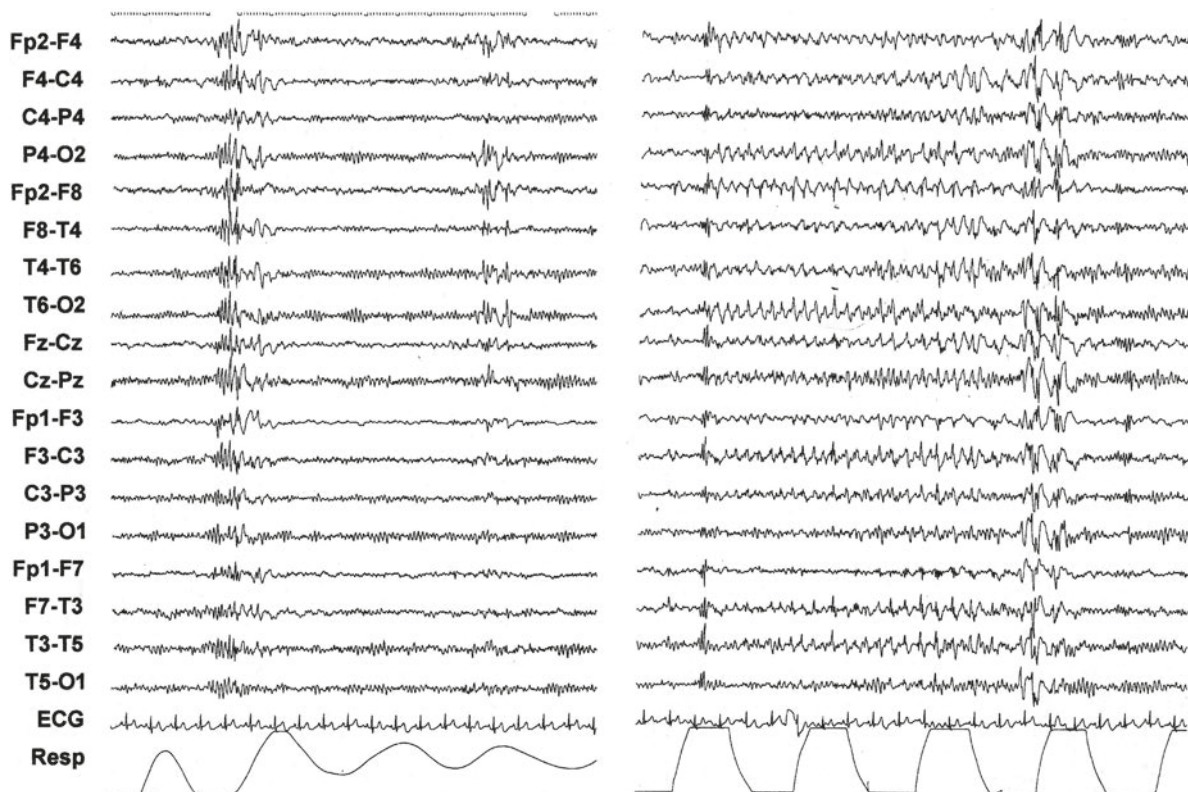 Fp2-F4
F4-C4
C4-P4
P4-O2
Fp2-F8
F8-T4
T4-T6
T6-O2
Fz-Cz
Cz-Pz
Fp1-F3
F3-C3
C3-P3
P3-O1
Fp1-F7
F7-T3
T3-T5
T5-O1
ECG
Resp